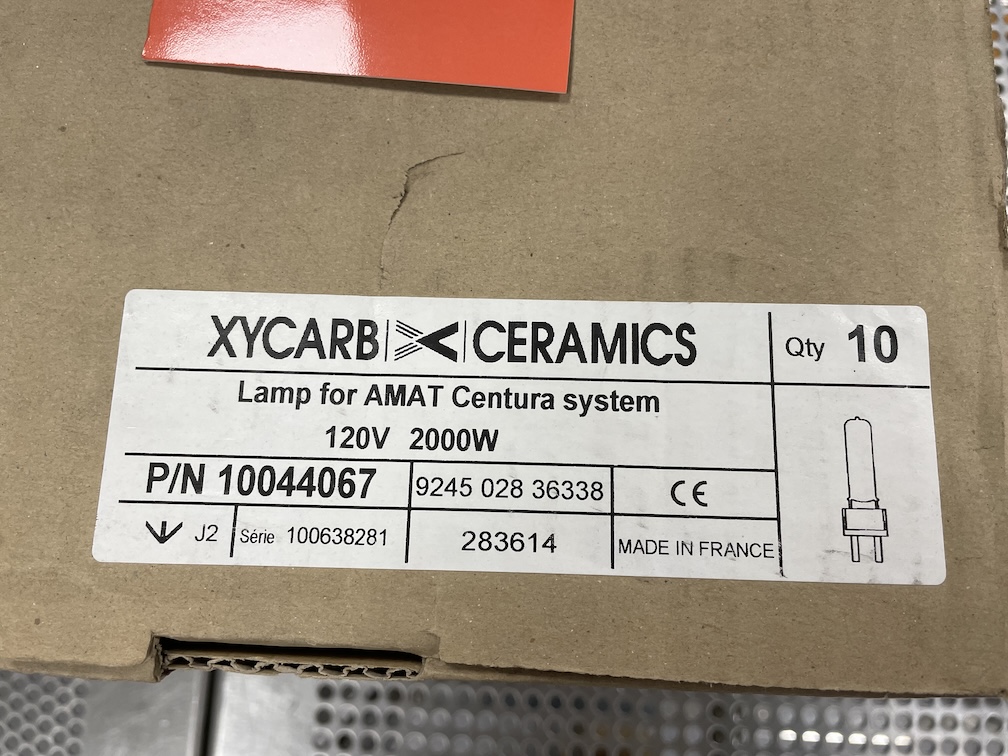 XYCARB CERAMICS
Qty 10
Lamp for AMAT Centura system
120V 2000W
P/N 10044067
9245 028 36338
CE
J2
Série 100638281
283614
MADE IN FRANCE